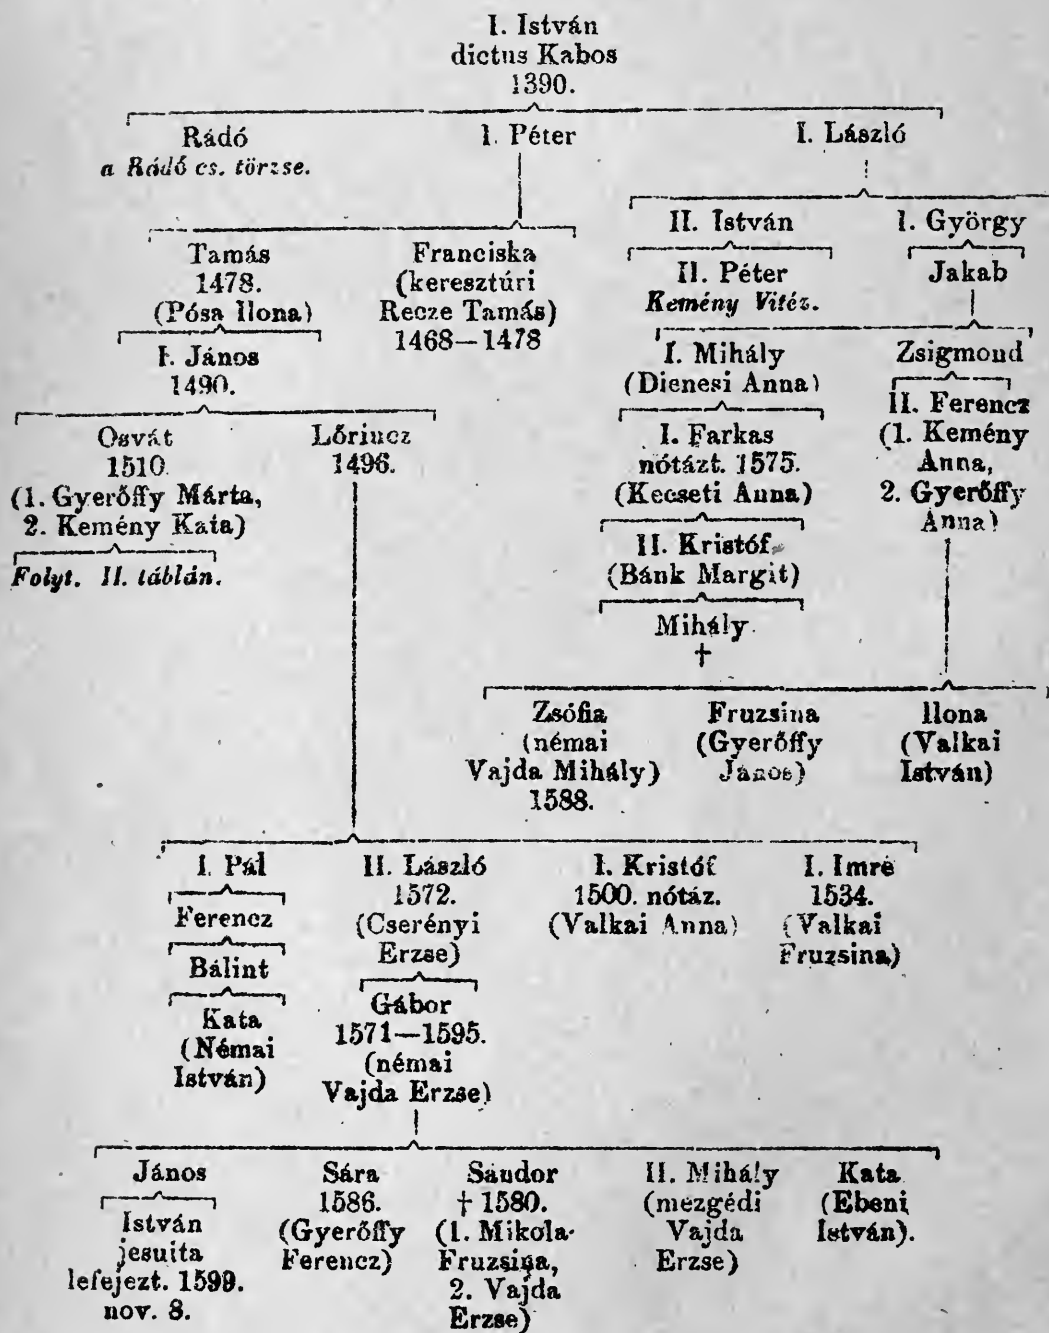 I. István
dictus Kabos
1390.
Rádó
a Rádó cs. törzse.
I. Péter
I. László
II. István
I. György
Tamás
1478.
(Pósa Ilona)
Franciska
(keresztúri
Recze Tamás)
1468—1478
II. Péter
Kemény Vitéz.
Jakab
I. János
1490.
I. Mihály
(Dienesi Anna)
Zsigmond
Osvát
1510.
(1. Gyerőffy Márta,
2. Kemény Kata)
Folyt. II. táblán.
Lőrincz
1496.
I. Farkas
nótázt. 1575.
(Kecseti Anna)
II. Ferencz
(1. Kemény
Anna,
2. Gyerőffy
Anna)
II. Kristóf
(Bánk Margit)
Mihály.
†
Zsófia
(némai
Vajda Mihály)
1588.
Fruzsina
(Gyerőffy
János)
Ilona
(Valkai
István)
I. Pál
Ferencz
Bálint
Kata
(Némai
István)
II. László
1572.
(Cserényi
Erzse)
Gábor
1571—1595.
(némai
Vajda Erzse)
I. Kristóf
1500. nótáz.
(Valkai Anna)
I. Imre
1534.
(Valkai
Fruzsina)
János
István
jesuita
lefejezt. 1599.
nov. 8.
Sára
1586.
(Gyerőffy
Ferencz)
Sándor
† 1580.
(1. Mikola
Fruzsina,
2. Vajda
Erzse)
II. Mihály
(mezgédi
Vajda
Erzse)
Kata
(Ebeni
István).